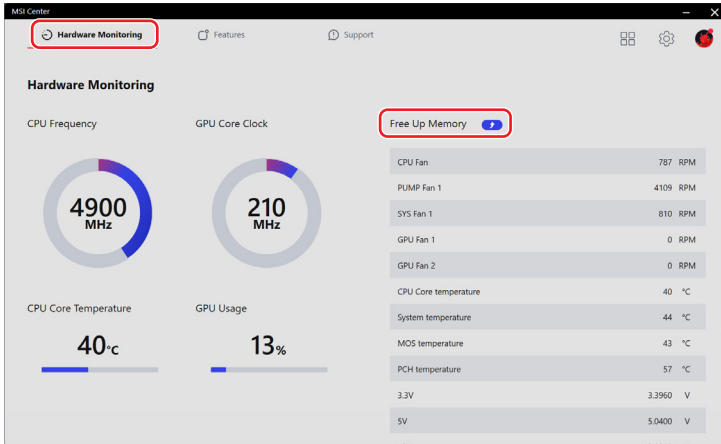 MSI Center
Hardware Monitoring
Features
Support
Hardware Monitoring
CPU Frequency
GPU Core Clock
4900
MHz
210
MHz
CPU Core Temperature
GPU Usage
40°C
13%
Free Up Memory
CPU Fan 787 RPM
PUMP Fan 1 4109 RPM
SYS Fan 1 810 RPM
GPU Fan 1 0 RPM
GPU Fan 2 0 RPM
CPU Core temperature 40 °C
System temperature 44 °C
MOS temperature 43 °C
PCH temperature 57 °C
3.3V 3.3960 V
5V 5.0400 V